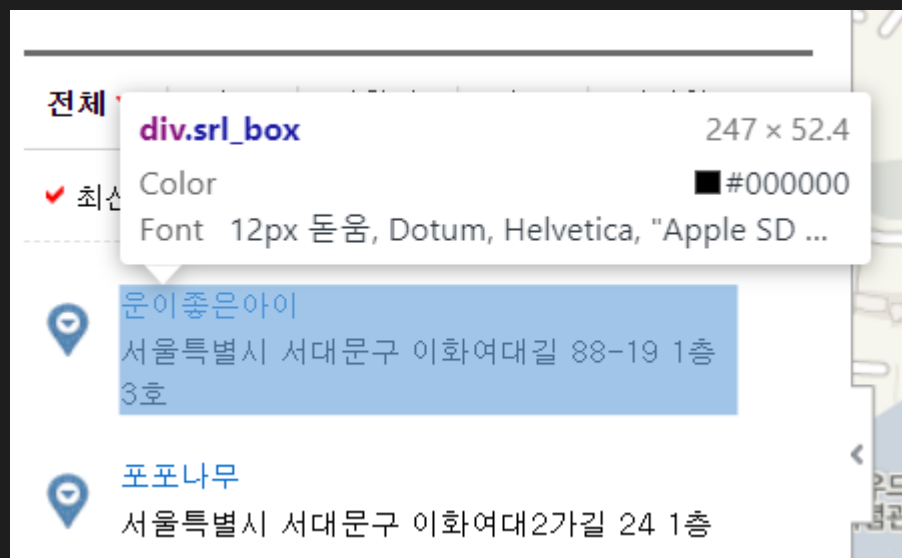 전체
div.srl_box 247 × 52.4
Color #000000
Font 12px 돋움, Dotum, Helvetica, "Apple SD ...
운이좋은아이
서울특별시 서대문구 이화여대길 88-19 1층
3호
포포나무
서울특별시 서대문구 이화여대2가길 24 1층